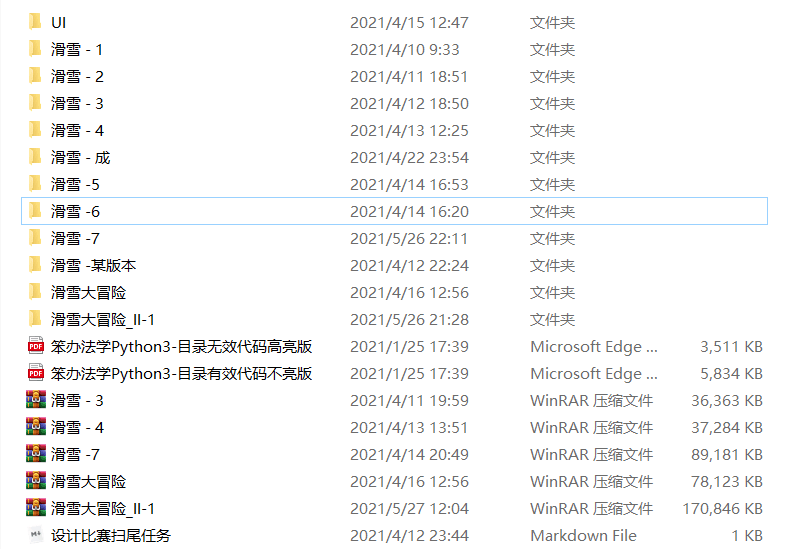 UI 2021/4/15 12:47 文件夹
滑雪 - 1 2021/4/10 9:33 文件夹
滑雪 - 2 2021/4/11 18:51 文件夹
滑雪 - 3 2021/4/12 18:50 文件夹
滑雪 - 4 2021/4/13 12:25 文件夹
滑雪 - 成 2021/4/22 23:54 文件夹
滑雪 -5 2021/4/14 16:53 文件夹
滑雪 -6 2021/4/14 16:20 文件夹
滑雪 -7 2021/5/26 22:11 文件夹
滑雪 -某版本 2021/4/12 22:24 文件夹
滑雪大冒险 2021/4/16 12:56 文件夹
滑雪大冒险_II-1 2021/5/26 21:28 文件夹
PDF 笨办法学Python3-目录无效代码高亮版 2021/1/25 17:39 Microsoft Edge ... 3,511 KB
PDF 笨办法学Python3-目录有效代码不亮版 2021/1/25 17:39 Microsoft Edge ... 5,834 KB
滑雪 - 3 2021/4/11 19:59 WinRAR 压缩文件 36,363 KB
滑雪 - 4 2021/4/13 13:51 WinRAR 压缩文件 37,284 KB
滑雪 -7 2021/4/14 20:49 WinRAR 压缩文件 89,181 KB
滑雪大冒险 2021/4/16 12:56 WinRAR 压缩文件 78,123 KB
滑雪大冒险_II-1 2021/5/27 12:04 WinRAR 压缩文件 170,846 KB
设计比赛扫尾任务 2021/4/12 23:44 Markdown File 1 KB